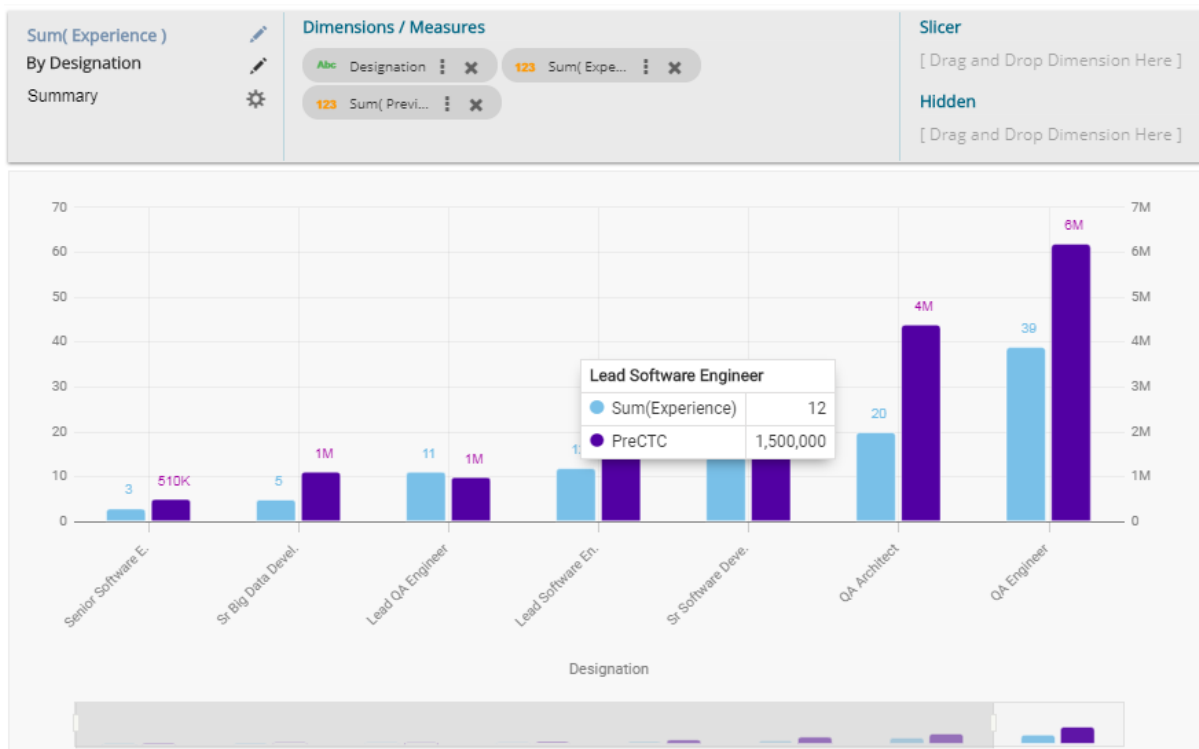 Sum( Experience )
By Designation
Summary
Dimensions / Measures
Abc Designation
123 Sum( Expe...
123 Sum( Previ...
Slicer
[ Drag and Drop Dimension Here ]
Hidden
[ Drag and Drop Dimension Here ]
70 7M
60 6M
50 5M
40 4M
30 3M
20 2M
10 1M
0 0
3 510K 5 1M 11 1M 20 4M 39 6M
Lead Software Engineer
Sum(Experience) 12
PreCTC 1,500,000
Senior Software E.
Sr Big Data Devel.
Lead QA Engineer
Lead Software En.
Sr Software Deve.
QA Architect
QA Engineer
Designation